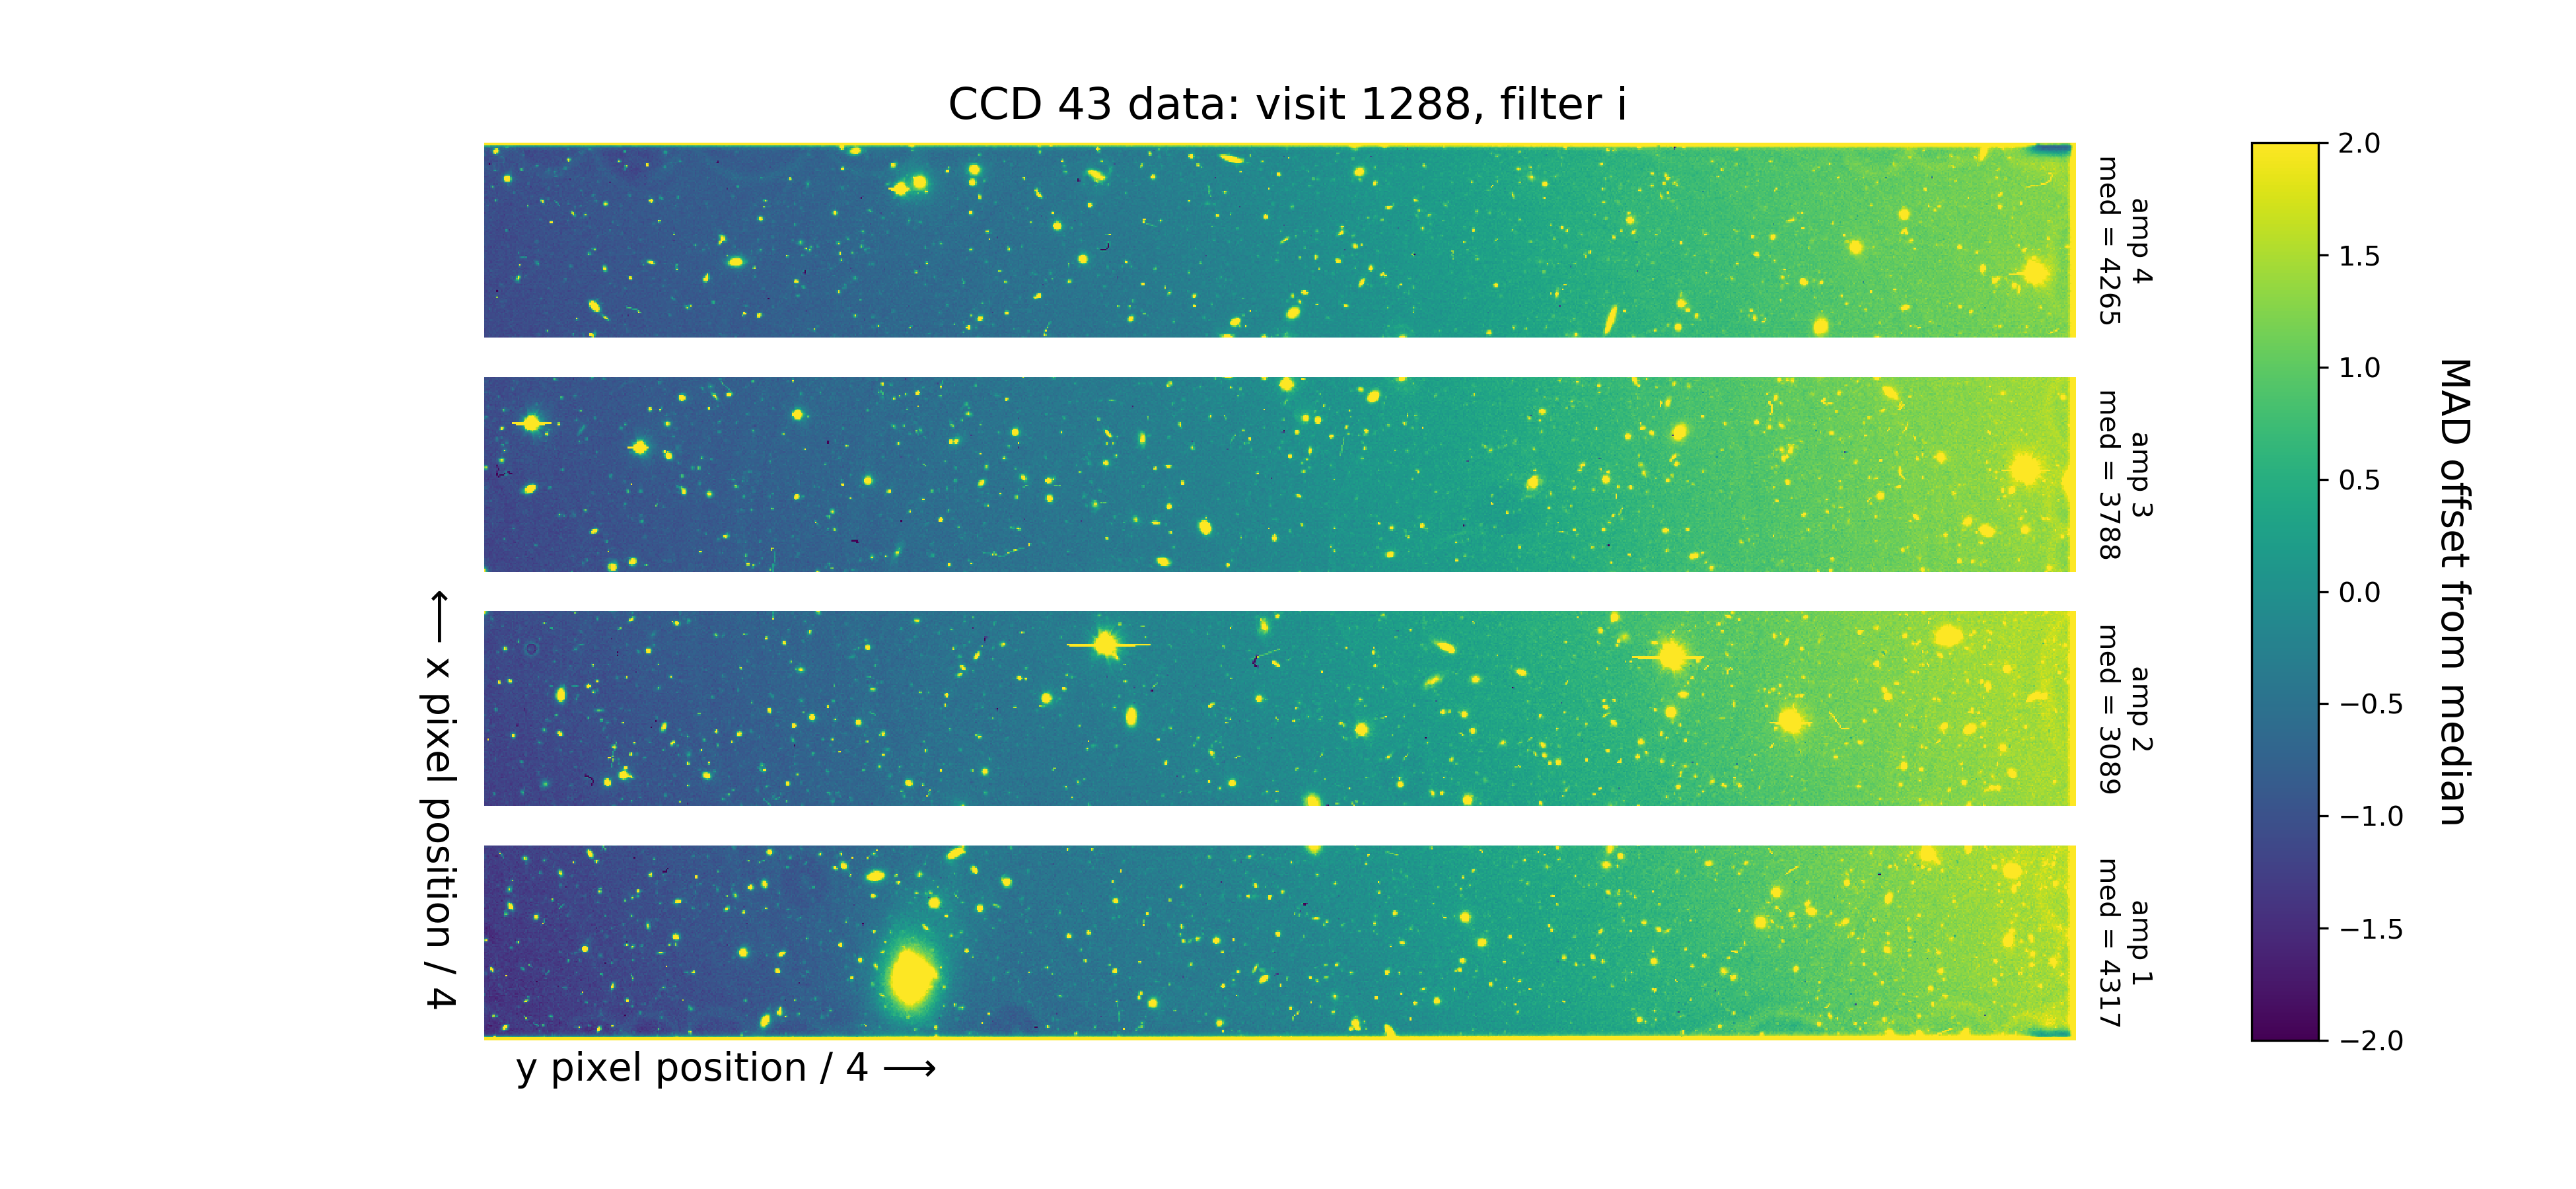 CCD 43 data: visit 1288, filter i
amp 4
med = 4265
amp 3
med = 3788
amp 2
med = 3089
amp 1
med = 4317
⟵ x pixel position / 4
y pixel position / 4 ⟶
2.0
1.5
1.0
0.5
0.0
−0.5
−1.0
−1.5
−2.0
MAD offset from median